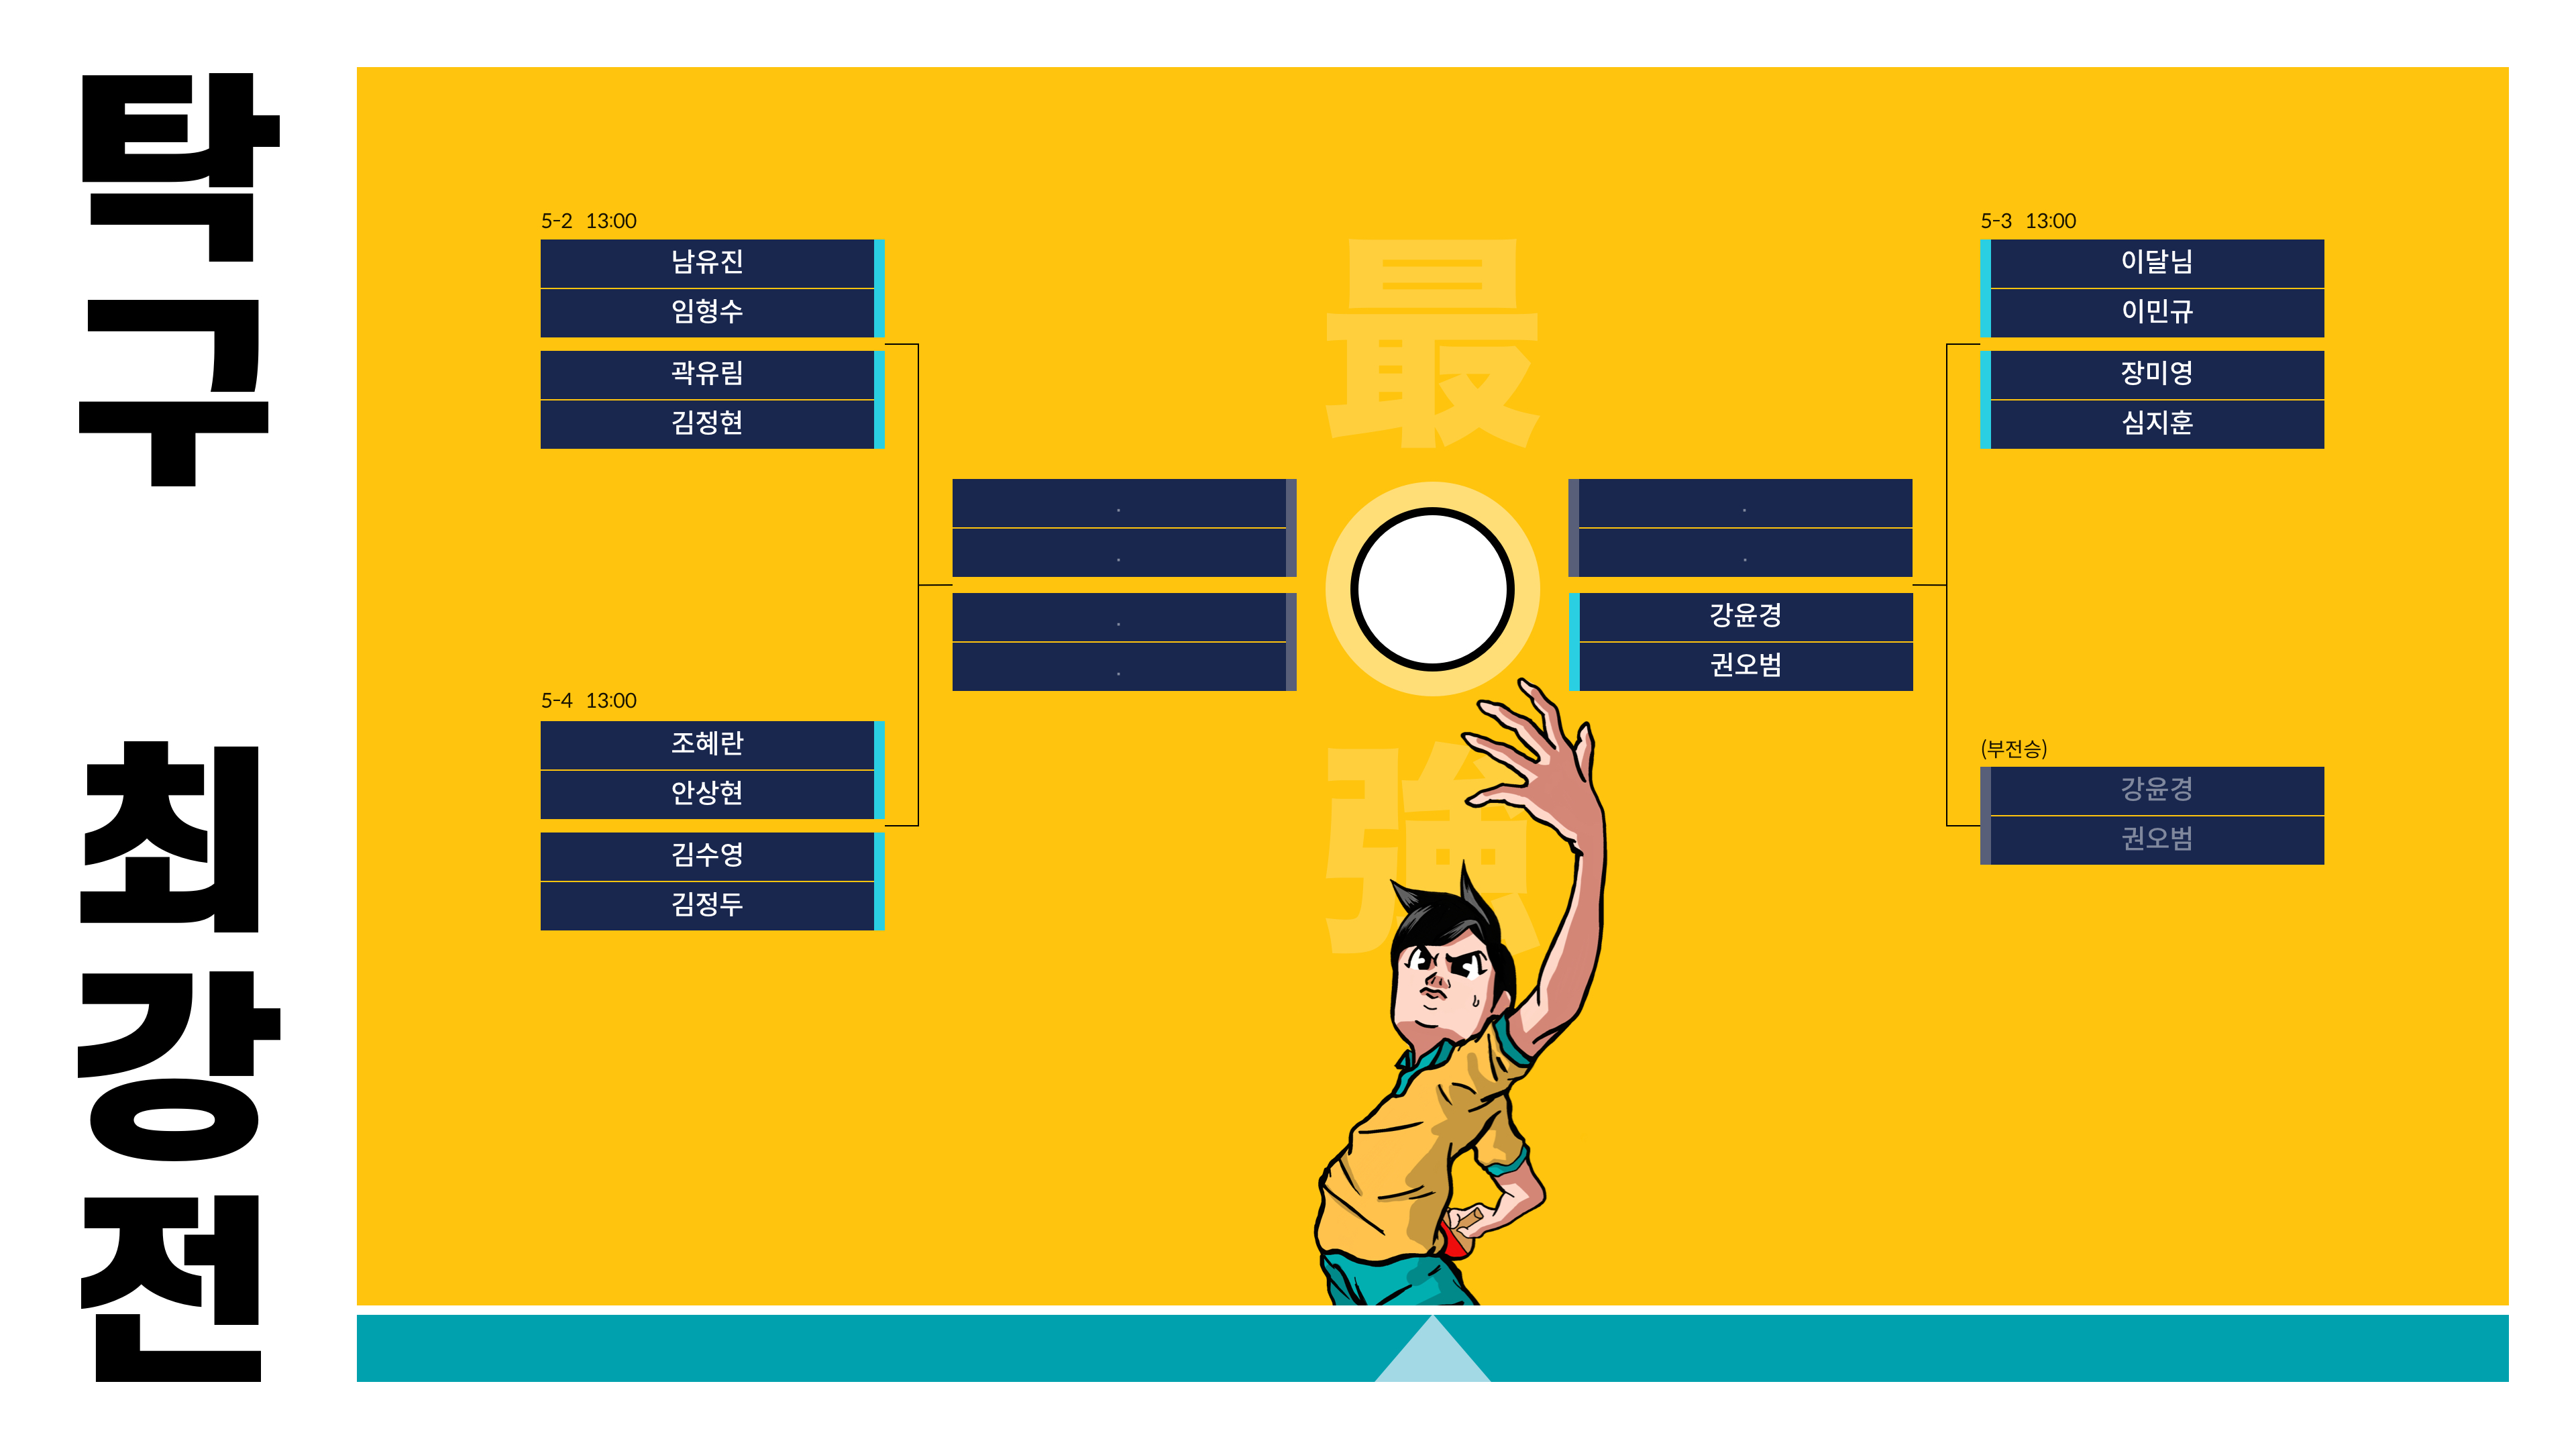 탁구 최강전
5-2 13:00
남유진
임형수
곽유림
김정현
5-4 13:00
조혜란
안상현
김수영
김정두
.
.
.
.
最
強
.
.
강윤경
권오범
5-3 13:00
이달님
이민규
장미영
심지훈
(부전승)
강윤경
권오범